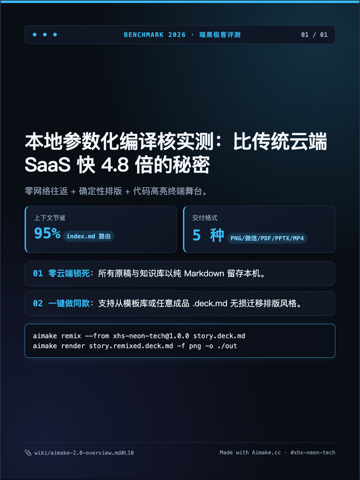 BENCHMARK 2026 · 暗黑极客评测
01 / 01
本地参数化编译核实测：比传统云端
SaaS 快 4.8 倍的秘密
零网络往返 + 确定性排版 + 代码高亮终端舞台。
上下文节省
95% index.md 路由
交付格式
5 种 PNG/微信/PDF/PPTX/MP4
01 零云端锁死：所有原稿与知识库以纯 Markdown 留存本机。
02 一键做同款：支持从模板库或任意成品 .deck.md 无损迁移排版风格。
aimake remix --from xhs-neon-tech@1.0.0 story.deck.md
aimake render story.remixed.deck.md -f png -o ./out
wiki/aimake-2.0-overview.md#L10
Made with Aimake.cc · #xhs-neon-tech